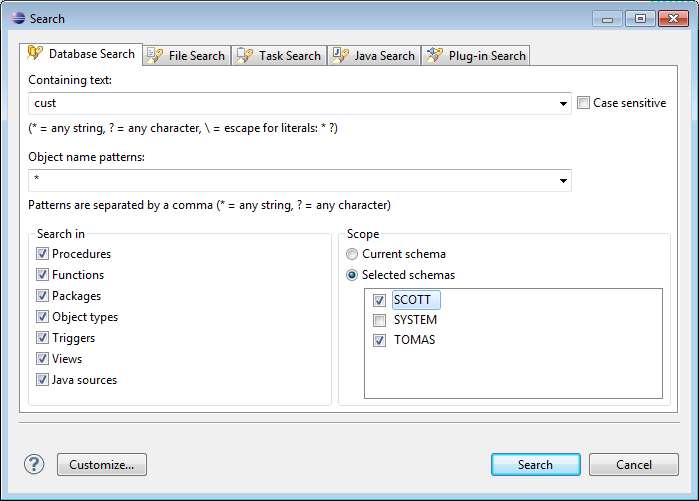 Search
Database Search File Search Task Search Java Search Plug-in Search
Containing text:
cust
Case sensitive
(* = any string, ? = any character, \ = escape for literals: * ?)
Object name patterns:
*
Patterns are separated by a comma (* = any string, ? = any character)
Search in
Procedures
Functions
Packages
Object types
Triggers
Views
Java sources
Scope
Current schema
Selected schemas
SCOTT
SYSTEM
TOMAS
? Customize... Search Cancel